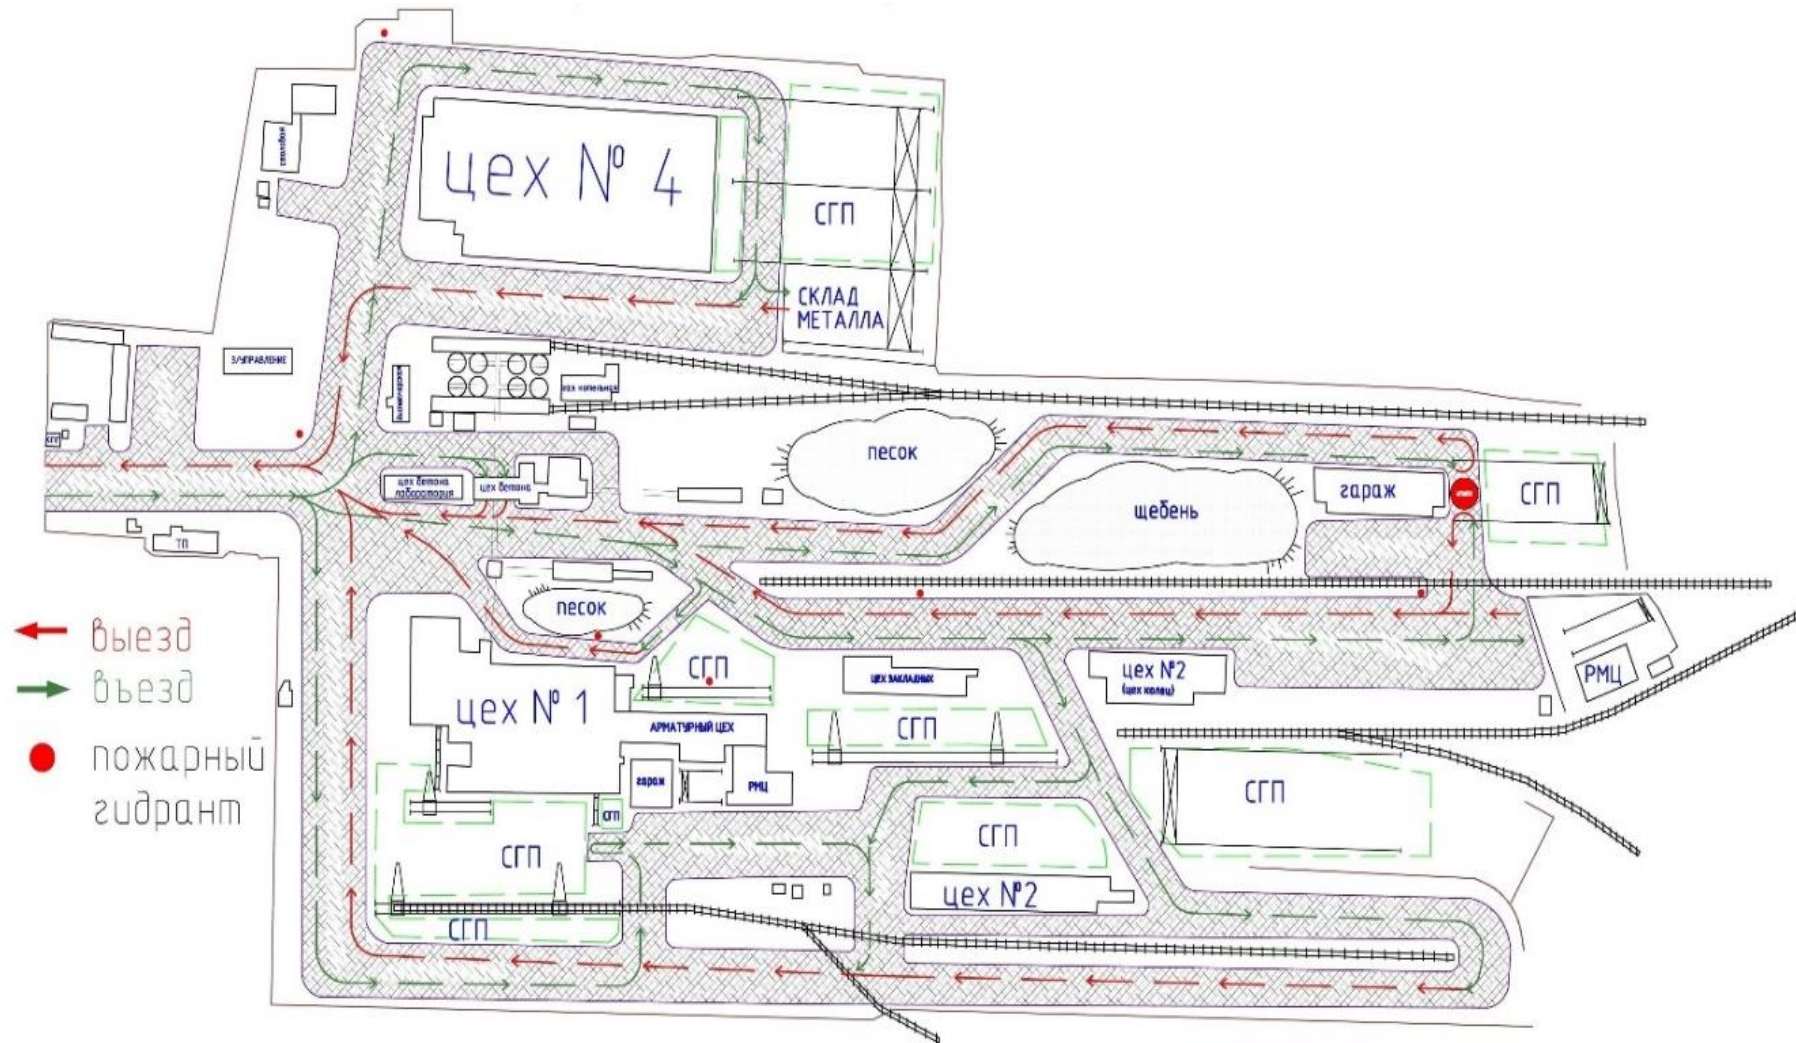 цех № 4
СГП
СКЛАД
МЕТАЛЛА
З/УПРАВЛЕНИЕ
песок
цех бетона
лаборатория
цех бетона
гараж
СГП
щебень
ТП
песок
выезд
въезд
пожарный
гидрант
СГП
ЦЕХ ЗАКЛАДНЫХ
цех №2
(цех колец)
РМЦ
цех № 1
АРМАТУРНЫЙ ЦЕХ
СГП
гараж
РМЦ
СГП
СГП
СГП
СГП
цех №2
СГП